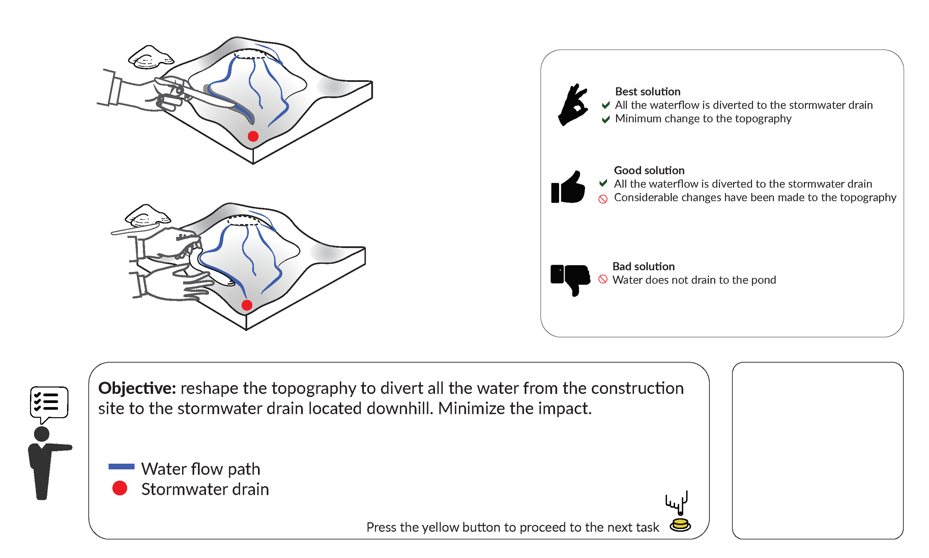 Best solution
All the waterflow is diverted to the stormwater drain
Minimum change to the topography
Good solution
All the waterflow is diverted to the stormwater drain
Considerable changes have been made to the topography
Bad solution
Water does not drain to the pond
Objective: reshape the topography to divert all the water from the construction
site to the stormwater drain located downhill. Minimize the impact.
Water flow path
Stormwater drain
Press the yellow button to proceed to the next task